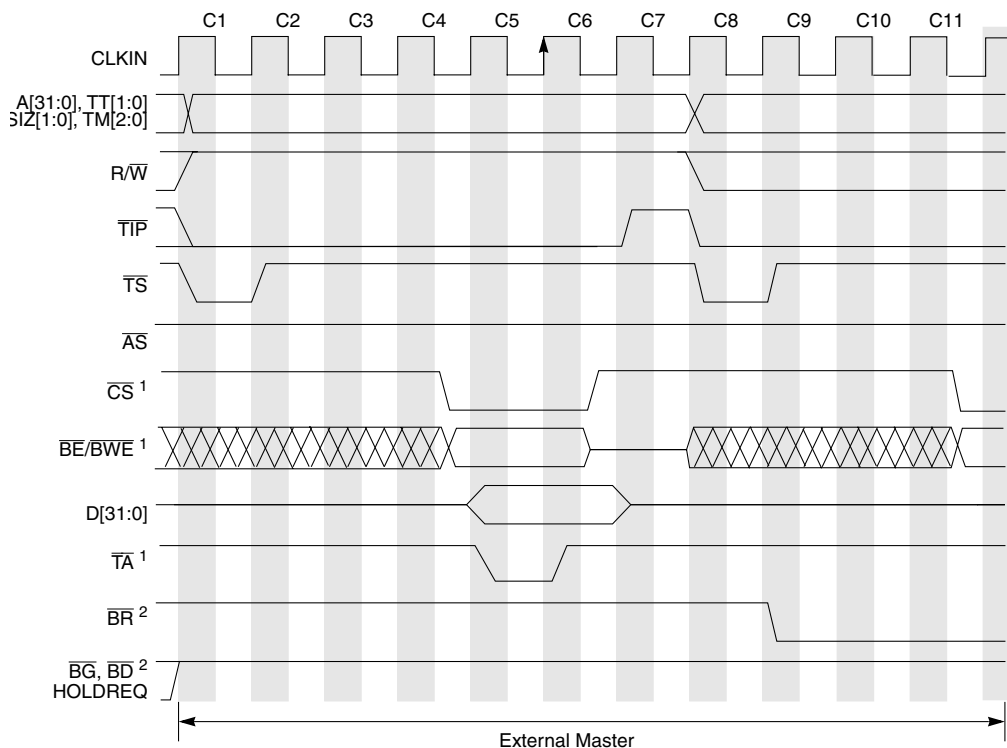 C1 C2 C3 C4 C5 C6 C7 C8 C9 C10 C11
CLKIN
A[31:0], TT[1:0]
SIZ[1:0], TM[2:0]
R/W
TIP
TS
AS
CS 1
BE/BWE 1
D[31:0]
TA 1
BR 2
BG, BD 2
HOLDREQ
External Master